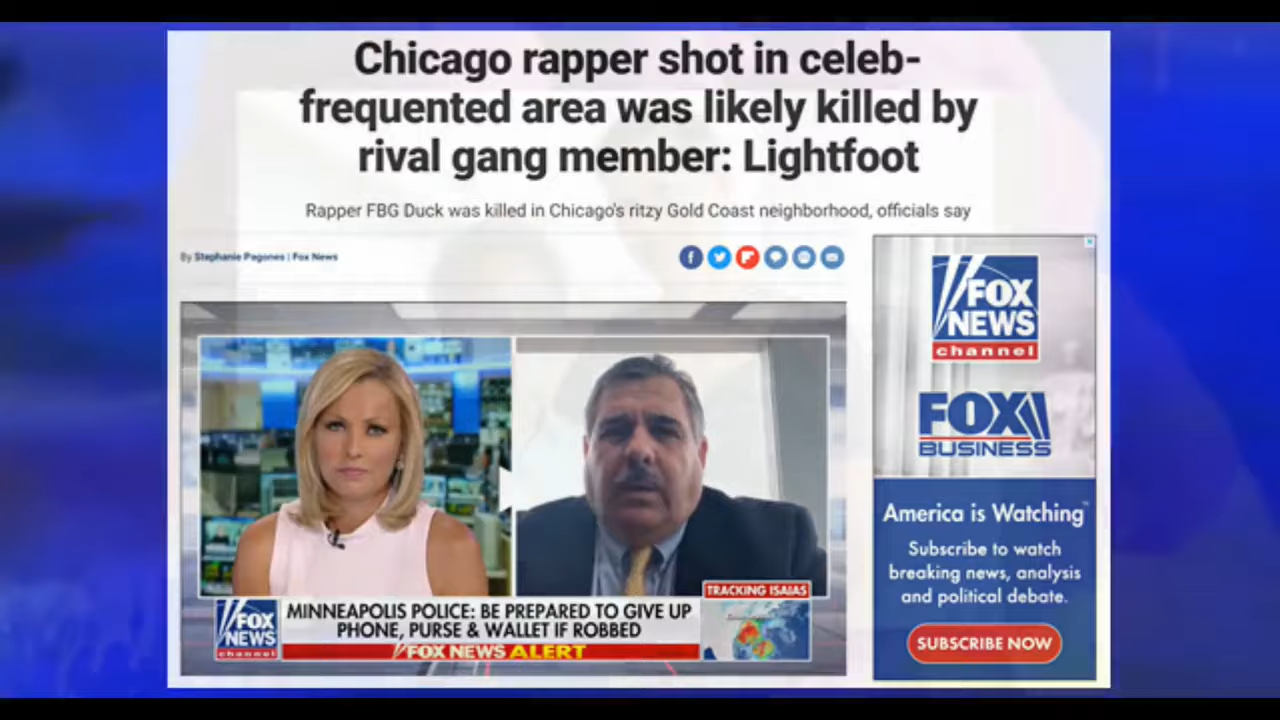 Chicago rapper shot in celeb-
frequented area was likely killed by
rival gang member: Lightfoot
Rapper FBG Duck was killed in Chicago's ritzy Gold Coast neighborhood, officials say
By Stephanie Pagones | Fox News
FOX
NEWS
channel
FOX
BUSINESS
America is Watching
Subscribe to watch
breaking news, analysis
and political debate.
SUBSCRIBE NOW
TRACKING ISAIAS
FOX
NEWS
channel
MINNEAPOLIS POLICE: BE PREPARED TO GIVE UP
PHONE, PURSE & WALLET IF ROBBED
FOX NEWS ALERT